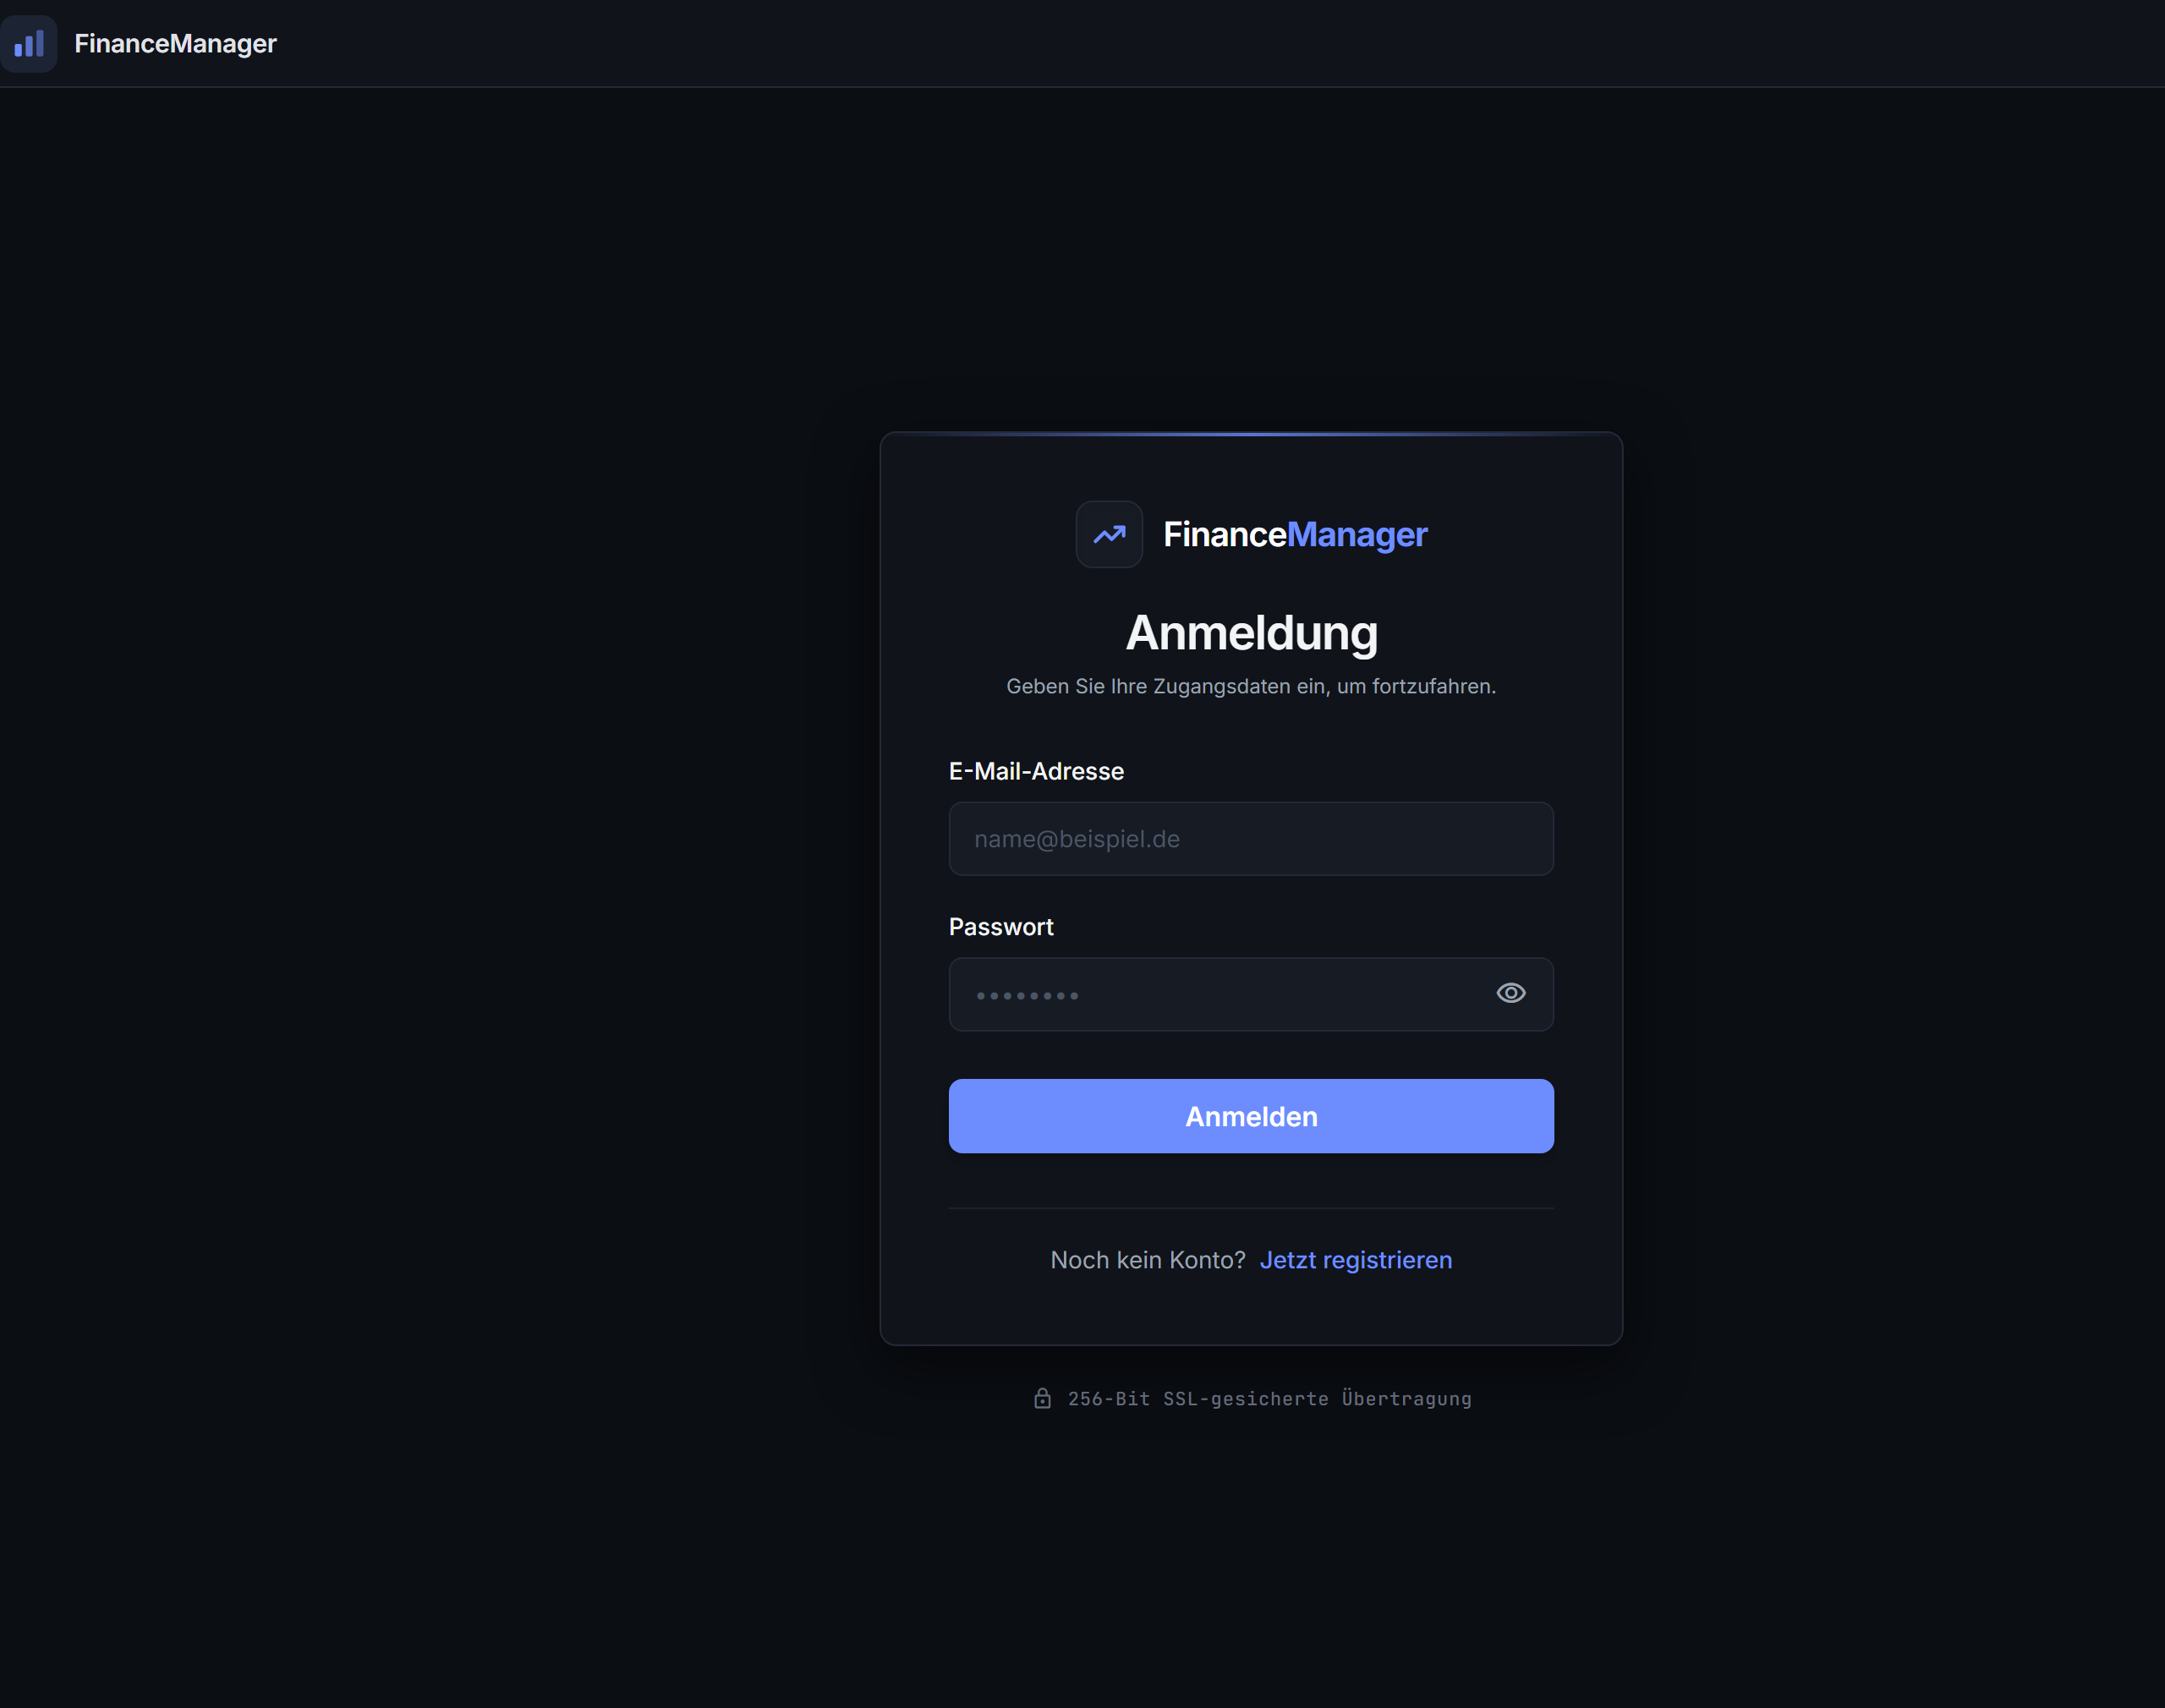 FinanceManager
FinanceManager
Anmeldung
Geben Sie Ihre Zugangsdaten ein, um fortzufahren.
E-Mail-Adresse
name@beispiel.de
Passwort
••••••••
Anmelden
Noch kein Konto? Jetzt registrieren
256-Bit SSL-gesicherte Übertragung